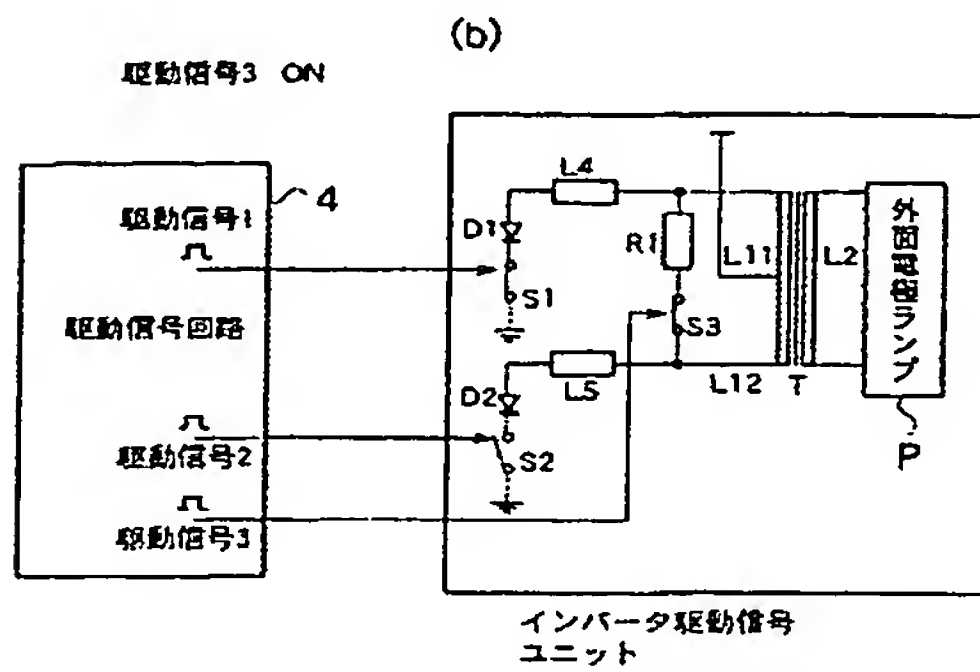 (b)
駆動信号3 ON
4
駆動信号1
駆動信号回路
駆動信号2
駆動信号3
L4
D1
S1
R1
L11
L2
S3
L5
L12
T
D2
S2
外面電極ランプ
P
インバータ駆動信号
ユニット